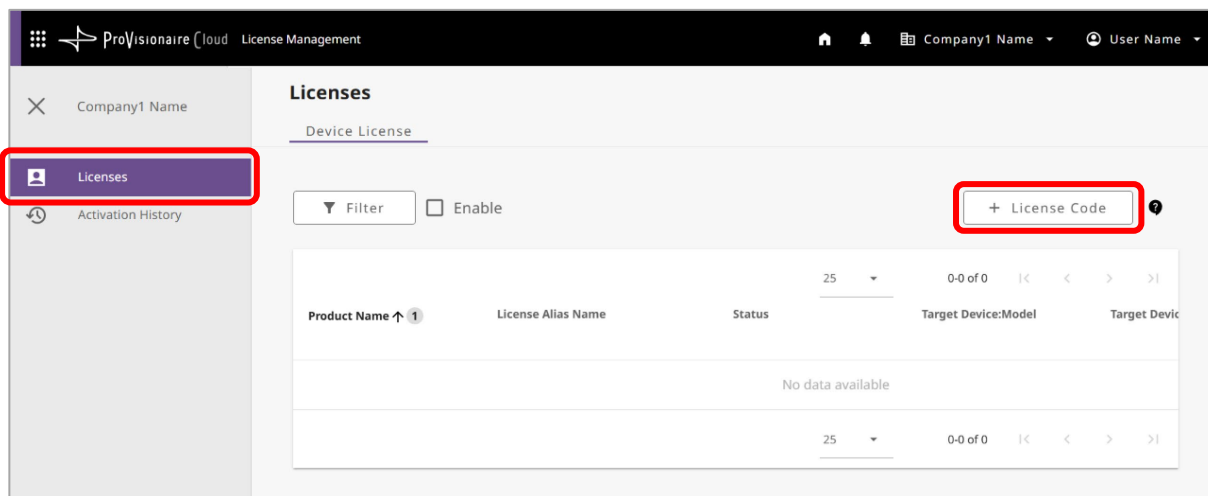 ProVisionaire Cloud License Management Company1 Name User Name
Company1 Name
Licenses
Device License
Licenses
Activation History
Filter Enable + License Code ?
25 0-0 of 0 |< < > >|
Product Name ↑ 1 License Alias Name Status Target Device:Model Target Devic
No data available
25 0-0 of 0 |< < > >|